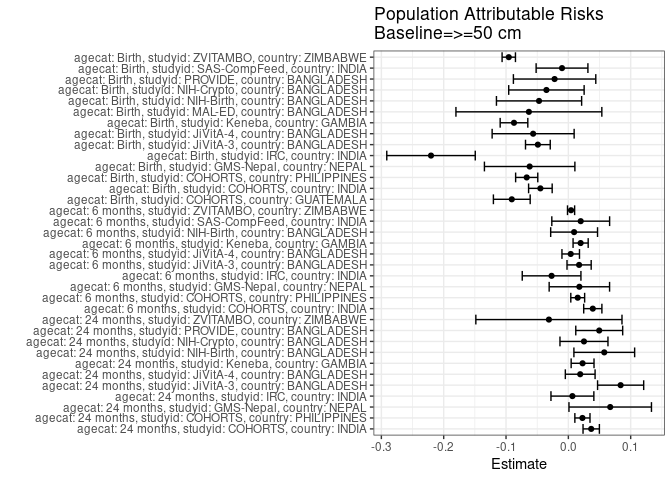 Population Attributable Risks
Baseline=>=50 cm
agecat: Birth, studyid: ZVITAMBO, country: ZIMBABWE
agecat: Birth, studyid: SAS-CompFeed, country: INDIA
agecat: Birth, studyid: PROVIDE, country: BANGLADESH
agecat: Birth, studyid: NIH-Crypto, country: BANGLADESH
agecat: Birth, studyid: NIH-Birth, country: BANGLADESH
agecat: Birth, studyid: MAL-ED, country: BANGLADESH
agecat: Birth, studyid: Keneba, country: GAMBIA
agecat: Birth, studyid: JiVitA-4, country: BANGLADESH
agecat: Birth, studyid: JiVitA-3, country: BANGLADESH
agecat: Birth, studyid: IRC, country: INDIA
agecat: Birth, studyid: GMS-Nepal, country: NEPAL
agecat: Birth, studyid: COHORTS, country: PHILIPPINES
agecat: Birth, studyid: COHORTS, country: INDIA
agecat: Birth, studyid: COHORTS, country: GUATEMALA
agecat: 6 months, studyid: ZVITAMBO, country: ZIMBABWE
agecat: 6 months, studyid: SAS-CompFeed, country: INDIA
agecat: 6 months, studyid: NIH-Birth, country: BANGLADESH
agecat: 6 months, studyid: Keneba, country: GAMBIA
agecat: 6 months, studyid: JiVitA-4, country: BANGLADESH
agecat: 6 months, studyid: JiVitA-3, country: BANGLADESH
agecat: 6 months, studyid: IRC, country: INDIA
agecat: 6 months, studyid: GMS-Nepal, country: NEPAL
agecat: 6 months, studyid: COHORTS, country: PHILIPPINES
agecat: 6 months, studyid: COHORTS, country: INDIA
agecat: 24 months, studyid: ZVITAMBO, country: ZIMBABWE
agecat: 24 months, studyid: PROVIDE, country: BANGLADESH
agecat: 24 months, studyid: NIH-Crypto, country: BANGLADESH
agecat: 24 months, studyid: NIH-Birth, country: BANGLADESH
agecat: 24 months, studyid: Keneba, country: GAMBIA
agecat: 24 months, studyid: JiVitA-4, country: BANGLADESH
agecat: 24 months, studyid: JiVitA-3, country: BANGLADESH
agecat: 24 months, studyid: IRC, country: INDIA
agecat: 24 months, studyid: GMS-Nepal, country: NEPAL
agecat: 24 months, studyid: COHORTS, country: PHILIPPINES
agecat: 24 months, studyid: COHORTS, country: INDIA
-0.3 -0.2 -0.1 0.0 0.1
Estimate